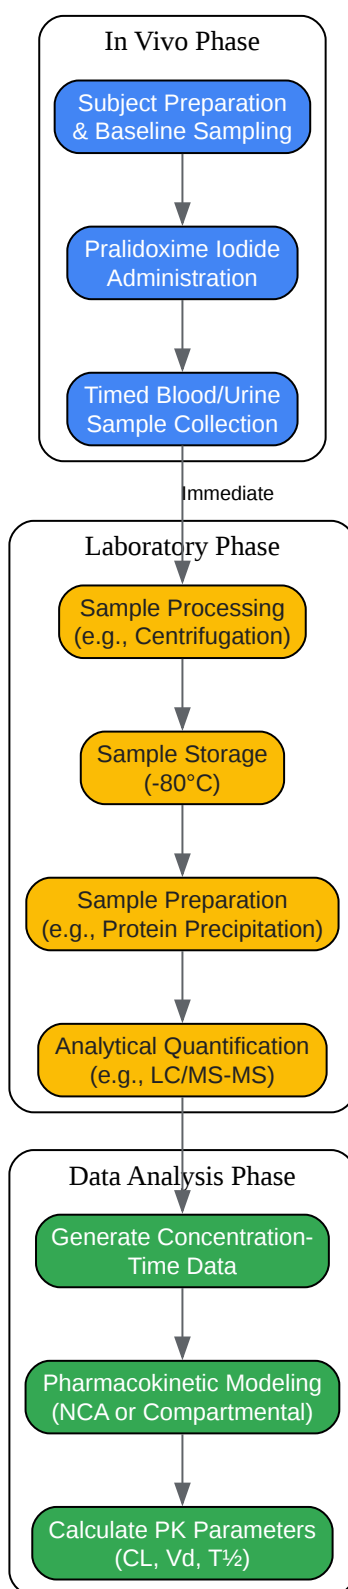 In Vivo Phase
Subject Preparation
& Baseline Sampling
Pralidoxime Iodide
Administration
Timed Blood/Urine
Sample Collection
Immediate
Laboratory Phase
Sample Processing
(e.g., Centrifugation)
Sample Storage
(-80°C)
Sample Preparation
(e.g., Protein Precipitation)
Analytical Quantification
(e.g., LC/MS-MS)
Data Analysis Phase
Generate Concentration-
Time Data
Pharmacokinetic Modeling
(NCA or Compartmental)
Calculate PK Parameters
(CL, Vd, T½)